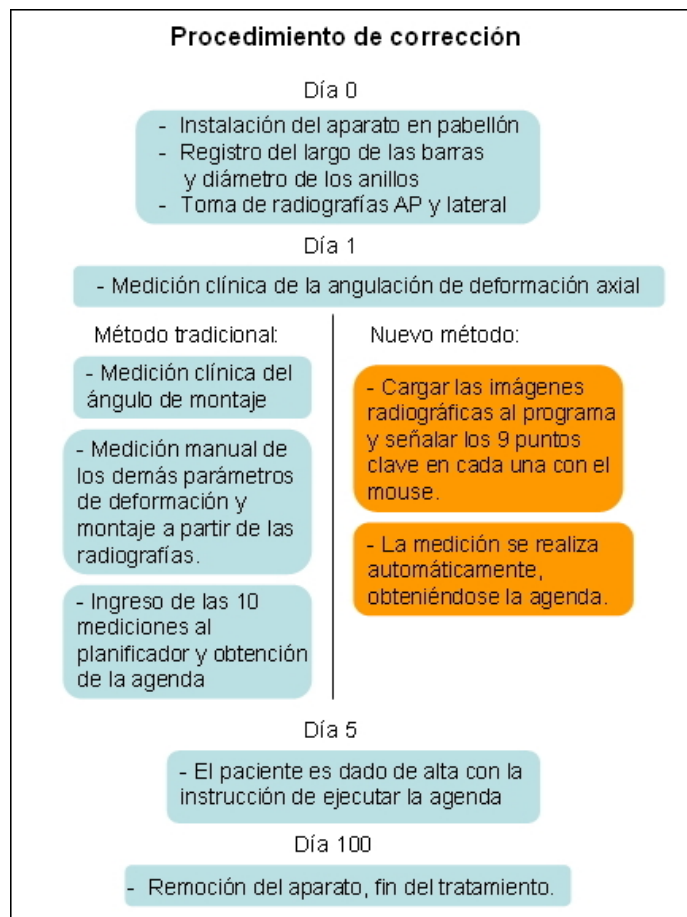 Procedimiento de corrección
Día 0
- Instalación del aparato en pabellón
- Registro del largo de las barras
y diámetro de los anillos
- Toma de radiografías AP y lateral
Día 1
- Medición clínica de la angulación de deformación axial
Método tradicional:
- Medición clínica del
ángulo de montaje
- Medición manual de
los demás parámetros
de deformación y
montaje a partir de las
radiografías.
- Ingreso de las 10
mediciones al
planificador y obtención
de la agenda
Nuevo método:
- Cargar las imágenes
radiográficas al programa
y señalar los 9 puntos
clave en cada una con el
mouse.
- La medición se realiza
automáticamente,
obteniéndose la agenda.
Día 5
- El paciente es dado de alta con la
instrucción de ejecutar la agenda
Día 100
- Remoción del aparato, fin del tratamiento.